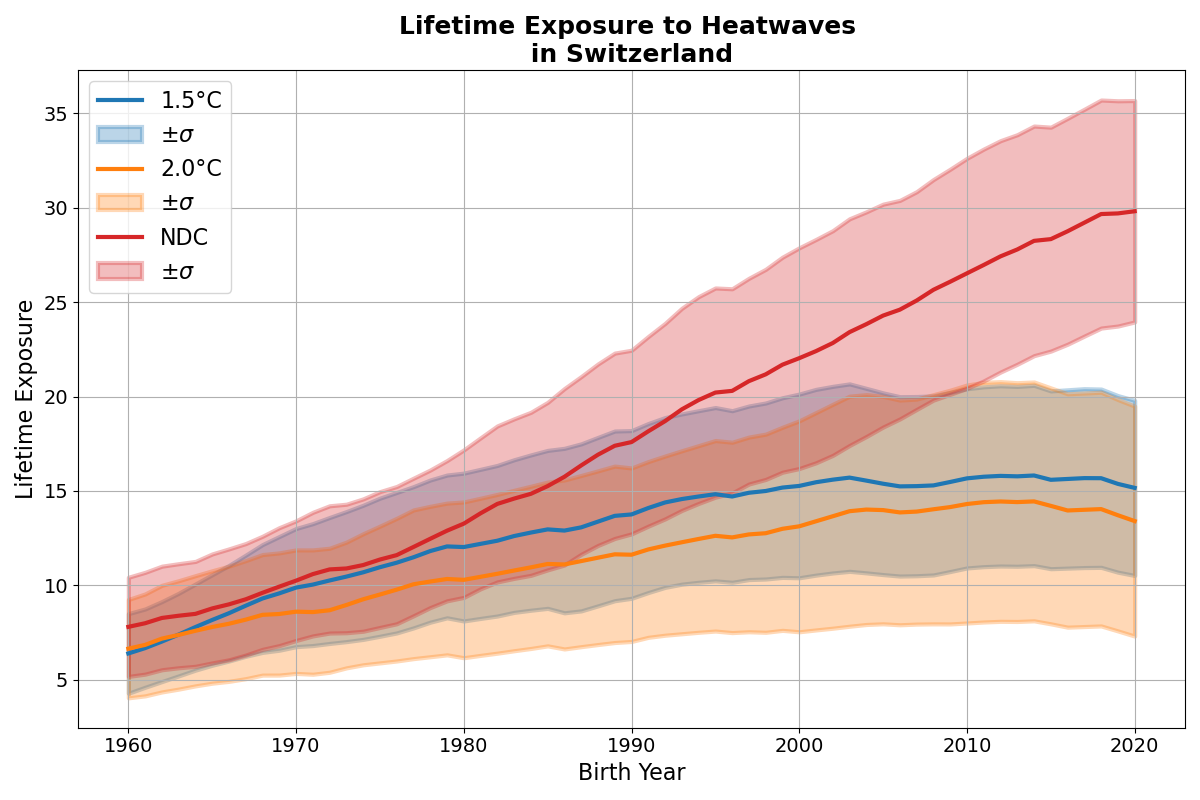 Lifetime Exposure to Heatwaves
in Switzerland
1.5°C
±σ
2.0°C
±σ
NDC
±σ
Lifetime Exposure
35
30
25
20
15
10
5
1960 1970 1980 1990 2000 2010 2020
Birth Year